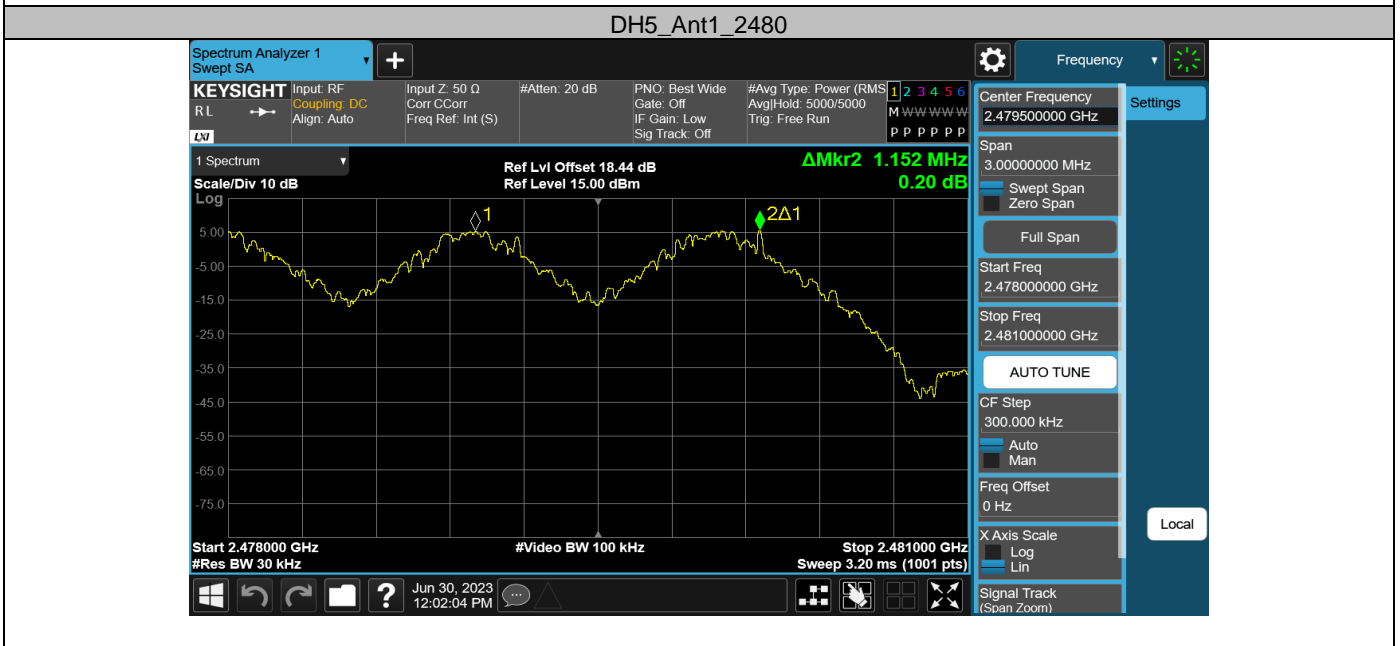 DH5_Ant1_2480
Spectrum Analyzer 1
Swept SA
Frequency
KEYSIGHT
RL
LXI
Input: RF
Coupling: DC
Align: Auto
Input Z: 50 Ω
Corr CCorr
Freq Ref: Int (S)
#Atten: 20 dB
PNO: Best Wide
Gate: Off
IF Gain: Low
Sig Track: Off
#Avg Type: Power (RMS
Avg|Hold: 5000/5000
Trig: Free Run
1 2 3 4 5 6
M W W W W W
P P P P P P
1 Spectrum
Scale/Div 10 dB
Log
Ref Lvl Offset 18.44 dB
Ref Level 15.00 dBm
ΔMkr2 1.152 MHz
0.20 dB
1
2Δ1
5.00
-5.00
-15.0
-25.0
-35.0
-45.0
-55.0
-65.0
-75.0
Start 2.478000 GHz
#Res BW 30 kHz
#Video BW 100 kHz
Stop 2.481000 GHz
Sweep 3.20 ms (1001 pts)
Center Frequency
2.479500000 GHz
Span
3.00000000 MHz
Swept Span
Zero Span
Full Span
Start Freq
2.478000000 GHz
Stop Freq
2.481000000 GHz
AUTO TUNE
CF Step
300.000 kHz
Auto
Man
Freq Offset
0 Hz
X Axis Scale
Log
Lin
Signal Track
(Span Zoom)
Settings
Local
?
Jun 30, 2023
12:02:04 PM